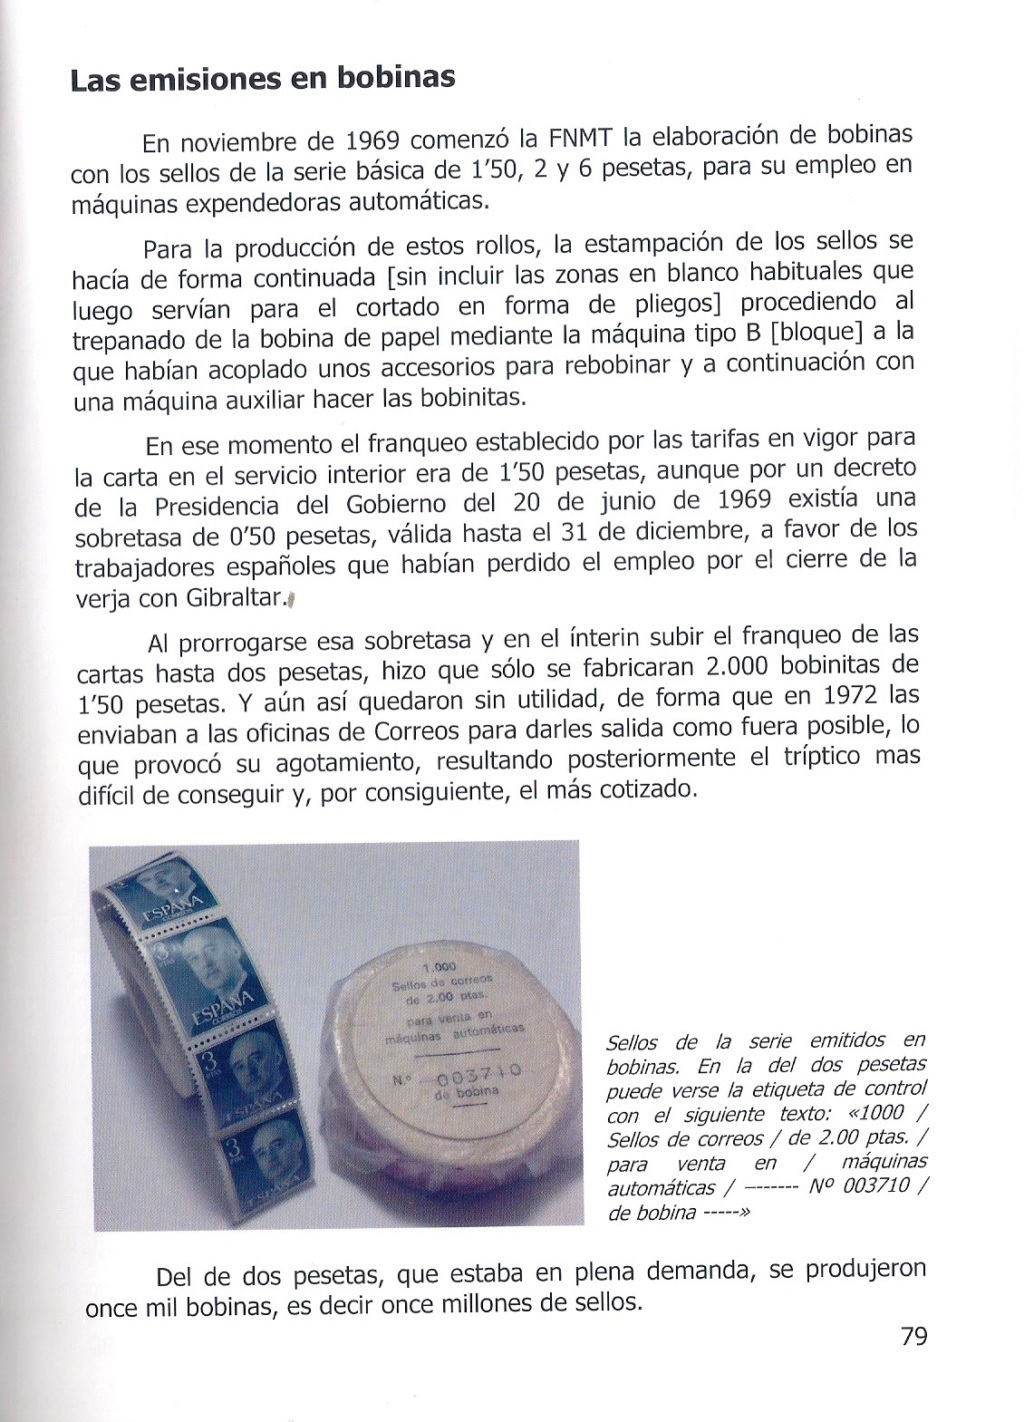 Las emisiones en bobinas
En noviembre de 1969 comenzó la FNMT la elaboración de bobinas
con los sellos de la serie básica de 1'50, 2 y 6 pesetas, para su empleo en
máquinas expendedoras automáticas.
Para la producción de estos rollos, la estampación de los sellos se
hacía de forma continuada [sin incluir las zonas en blanco habituales que
luego servían para el cortado en forma de pliegos] procediendo al
trepanado de la bobina de papel mediante la máquina tipo B [bloque] a la
que habían acoplado unos accesorios para rebobinar y a continuación con
una máquina auxiliar hacer las bobinitas.
En ese momento el franqueo establecido por las tarifas en vigor para
la carta en el servicio interior era de 1'50 pesetas, aunque por un decreto
de la Presidencia del Gobierno del 20 de junio de 1969 existía una
sobretasa de 0'50 pesetas, válida hasta el 31 de diciembre, a favor de los
trabajadores españoles que habían perdido el empleo por el cierre de la
verja con Gibraltar.
Al prorrogarse esa sobretasa y en el ínterin subir el franqueo de las
cartas hasta dos pesetas, hizo que sólo se fabricaran 2.000 bobinitas de
1'50 pesetas. Y aún así quedaron sin utilidad, de forma que en 1972 las
enviaban a las oficinas de Correos para darles salida como fuera posible, lo
que provocó su agotamiento, resultando posteriormente el tríptico mas
difícil de conseguir y, por consiguiente, el más cotizado.
3
ESPAÑA
CORREOS
3
PTAS
ESPAÑA
CORREOS
3
PTAS
ESPAÑA
3
PTAS
ESPAÑA
1.000
Sellos de correos
de 2.00 ptas.
para venta en
máquinas automáticas
N.º 003710
de bobina
Sellos de la serie emitidos en
bobinas. En la del dos pesetas
puede verse la etiqueta de control
con el siguiente texto: «1000 /
Sellos de correos / de 2.00 ptas. /
para venta en / máquinas
automáticas / ------- Nº 003710 /
de bobina -----»
Del de dos pesetas, que estaba en plena demanda, se produjeron
once mil bobinas, es decir once millones de sellos.
79